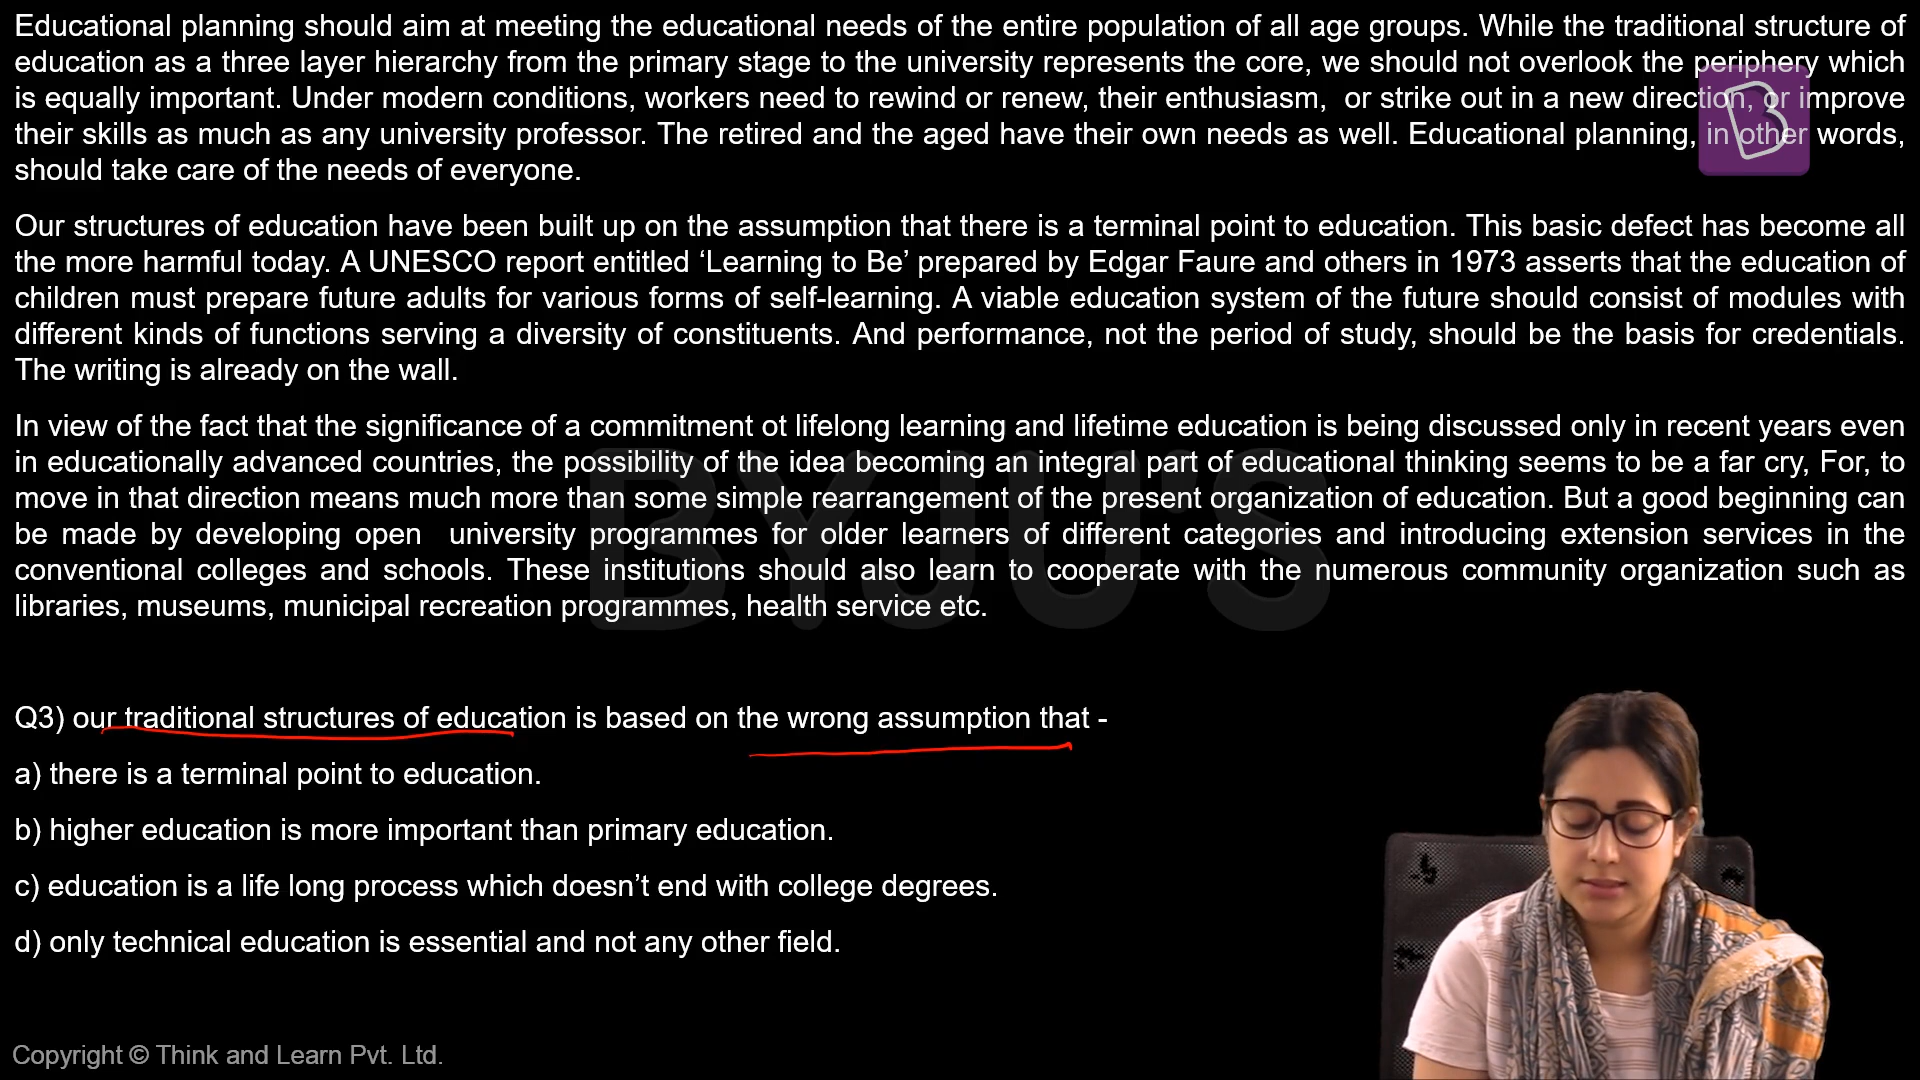 Educational planning should aim at meeting the educational needs of the entire population of all age groups. While the traditional structure of
education as a three layer hierarchy from the primary stage to the university represents the core, we should not overlook the periphery which
is equally important. Under modern conditions, workers need to rewind or renew, their enthusiasm,  or strike out in a new direction, or improve
their skills as much as any university professor. The retired and the aged have their own needs as well. Educational planning, in other words,
should take care of the needs of everyone.
Our structures of education have been built up on the assumption that there is a terminal point to education. This basic defect has become all
the more harmful today. A UNESCO report entitled ‘Learning to Be’ prepared by Edgar Faure and others in 1973 asserts that the education of
children must prepare future adults for various forms of self-learning. A viable education system of the future should consist of modules with
different kinds of functions serving a diversity of constituents. And performance, not the period of study, should be the basis for credentials.
The writing is already on the wall.
In view of the fact that the significance of a commitment ot lifelong learning and lifetime education is being discussed only in recent years even
in educationally advanced countries, the possibility of the idea becoming an integral part of educational thinking seems to be a far cry, For, to
move in that direction means much more than some simple rearrangement of the present organization of education. But a good beginning can
be made by developing open  university programmes for older learners of different categories and introducing extension services in the
conventional colleges and schools. These institutions should also learn to cooperate with the numerous community organization such as
libraries, museums, municipal recreation programmes, health service etc.
BYJU'S
Q3) our traditional structures of education is based on the wrong assumption that -
a) there is a terminal point to education.
b) higher education is more important than primary education.
c) education is a life long process which doesn’t end with college degrees.
d) only technical education is essential and not any other field.
Copyright © Think and Learn Pvt. Ltd.